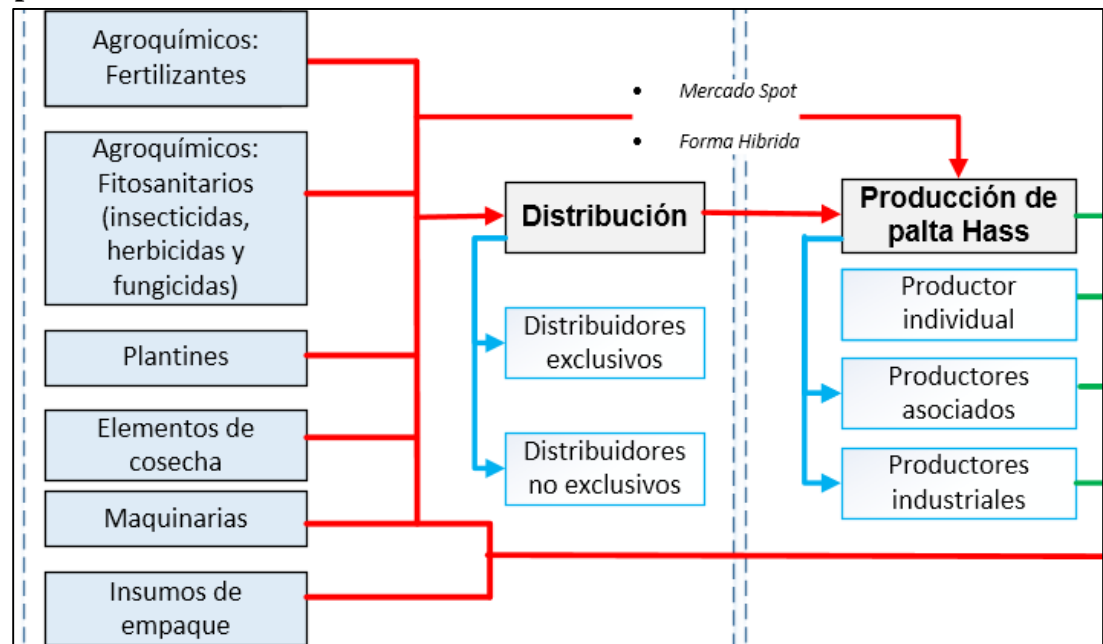 Agroquímicos:
Fertilizantes
Agroquímicos:
Fitosanitarios
(insecticidas,
herbicidas y
fungicidas)
Plantines
Elementos de
cosecha
Maquinarias
Insumos de
empaque
• Mercado Spot
• Forma Hibrida
Distribución
Distribuidores
exclusivos
Distribuidores
no exclusivos
Producción de
palta Hass
Productor
individual
Productores
asociados
Productores
industriales